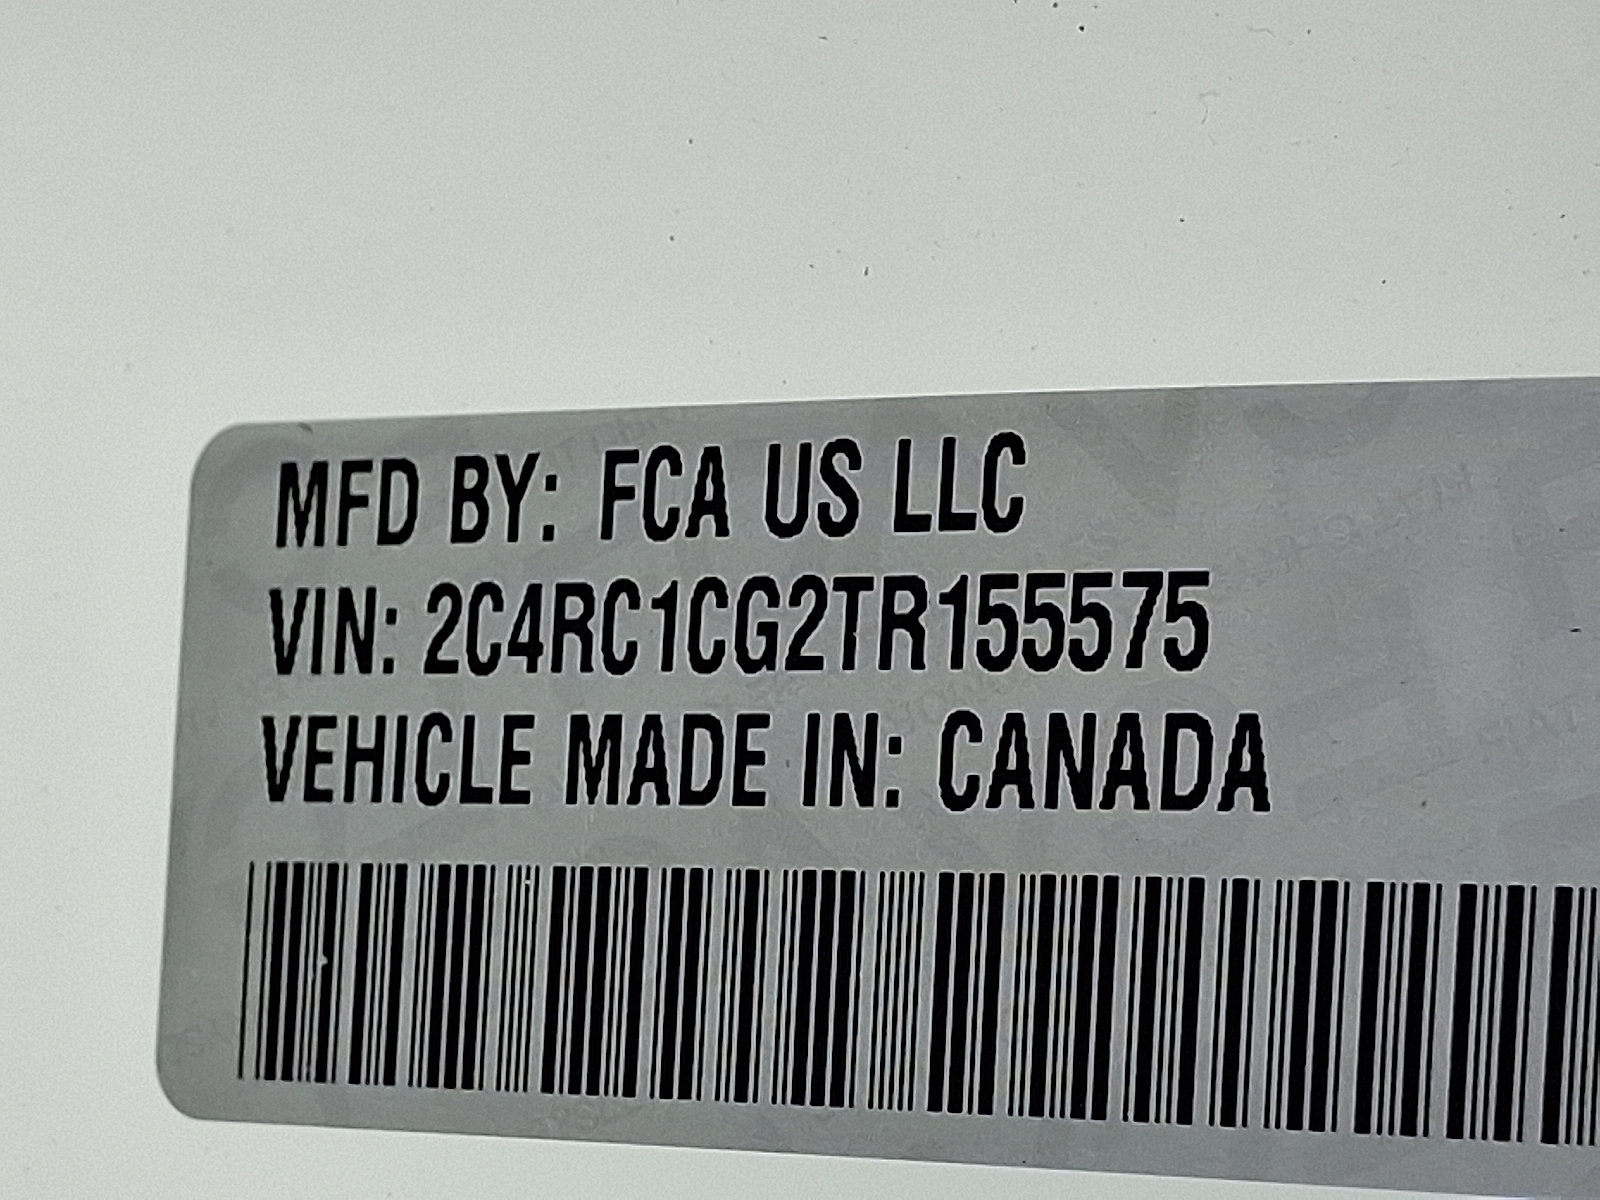 MFD BY: FCA US LLC
VIN: 2C4RC1CG2TR155575
VEHICLE MADE IN: CANADA